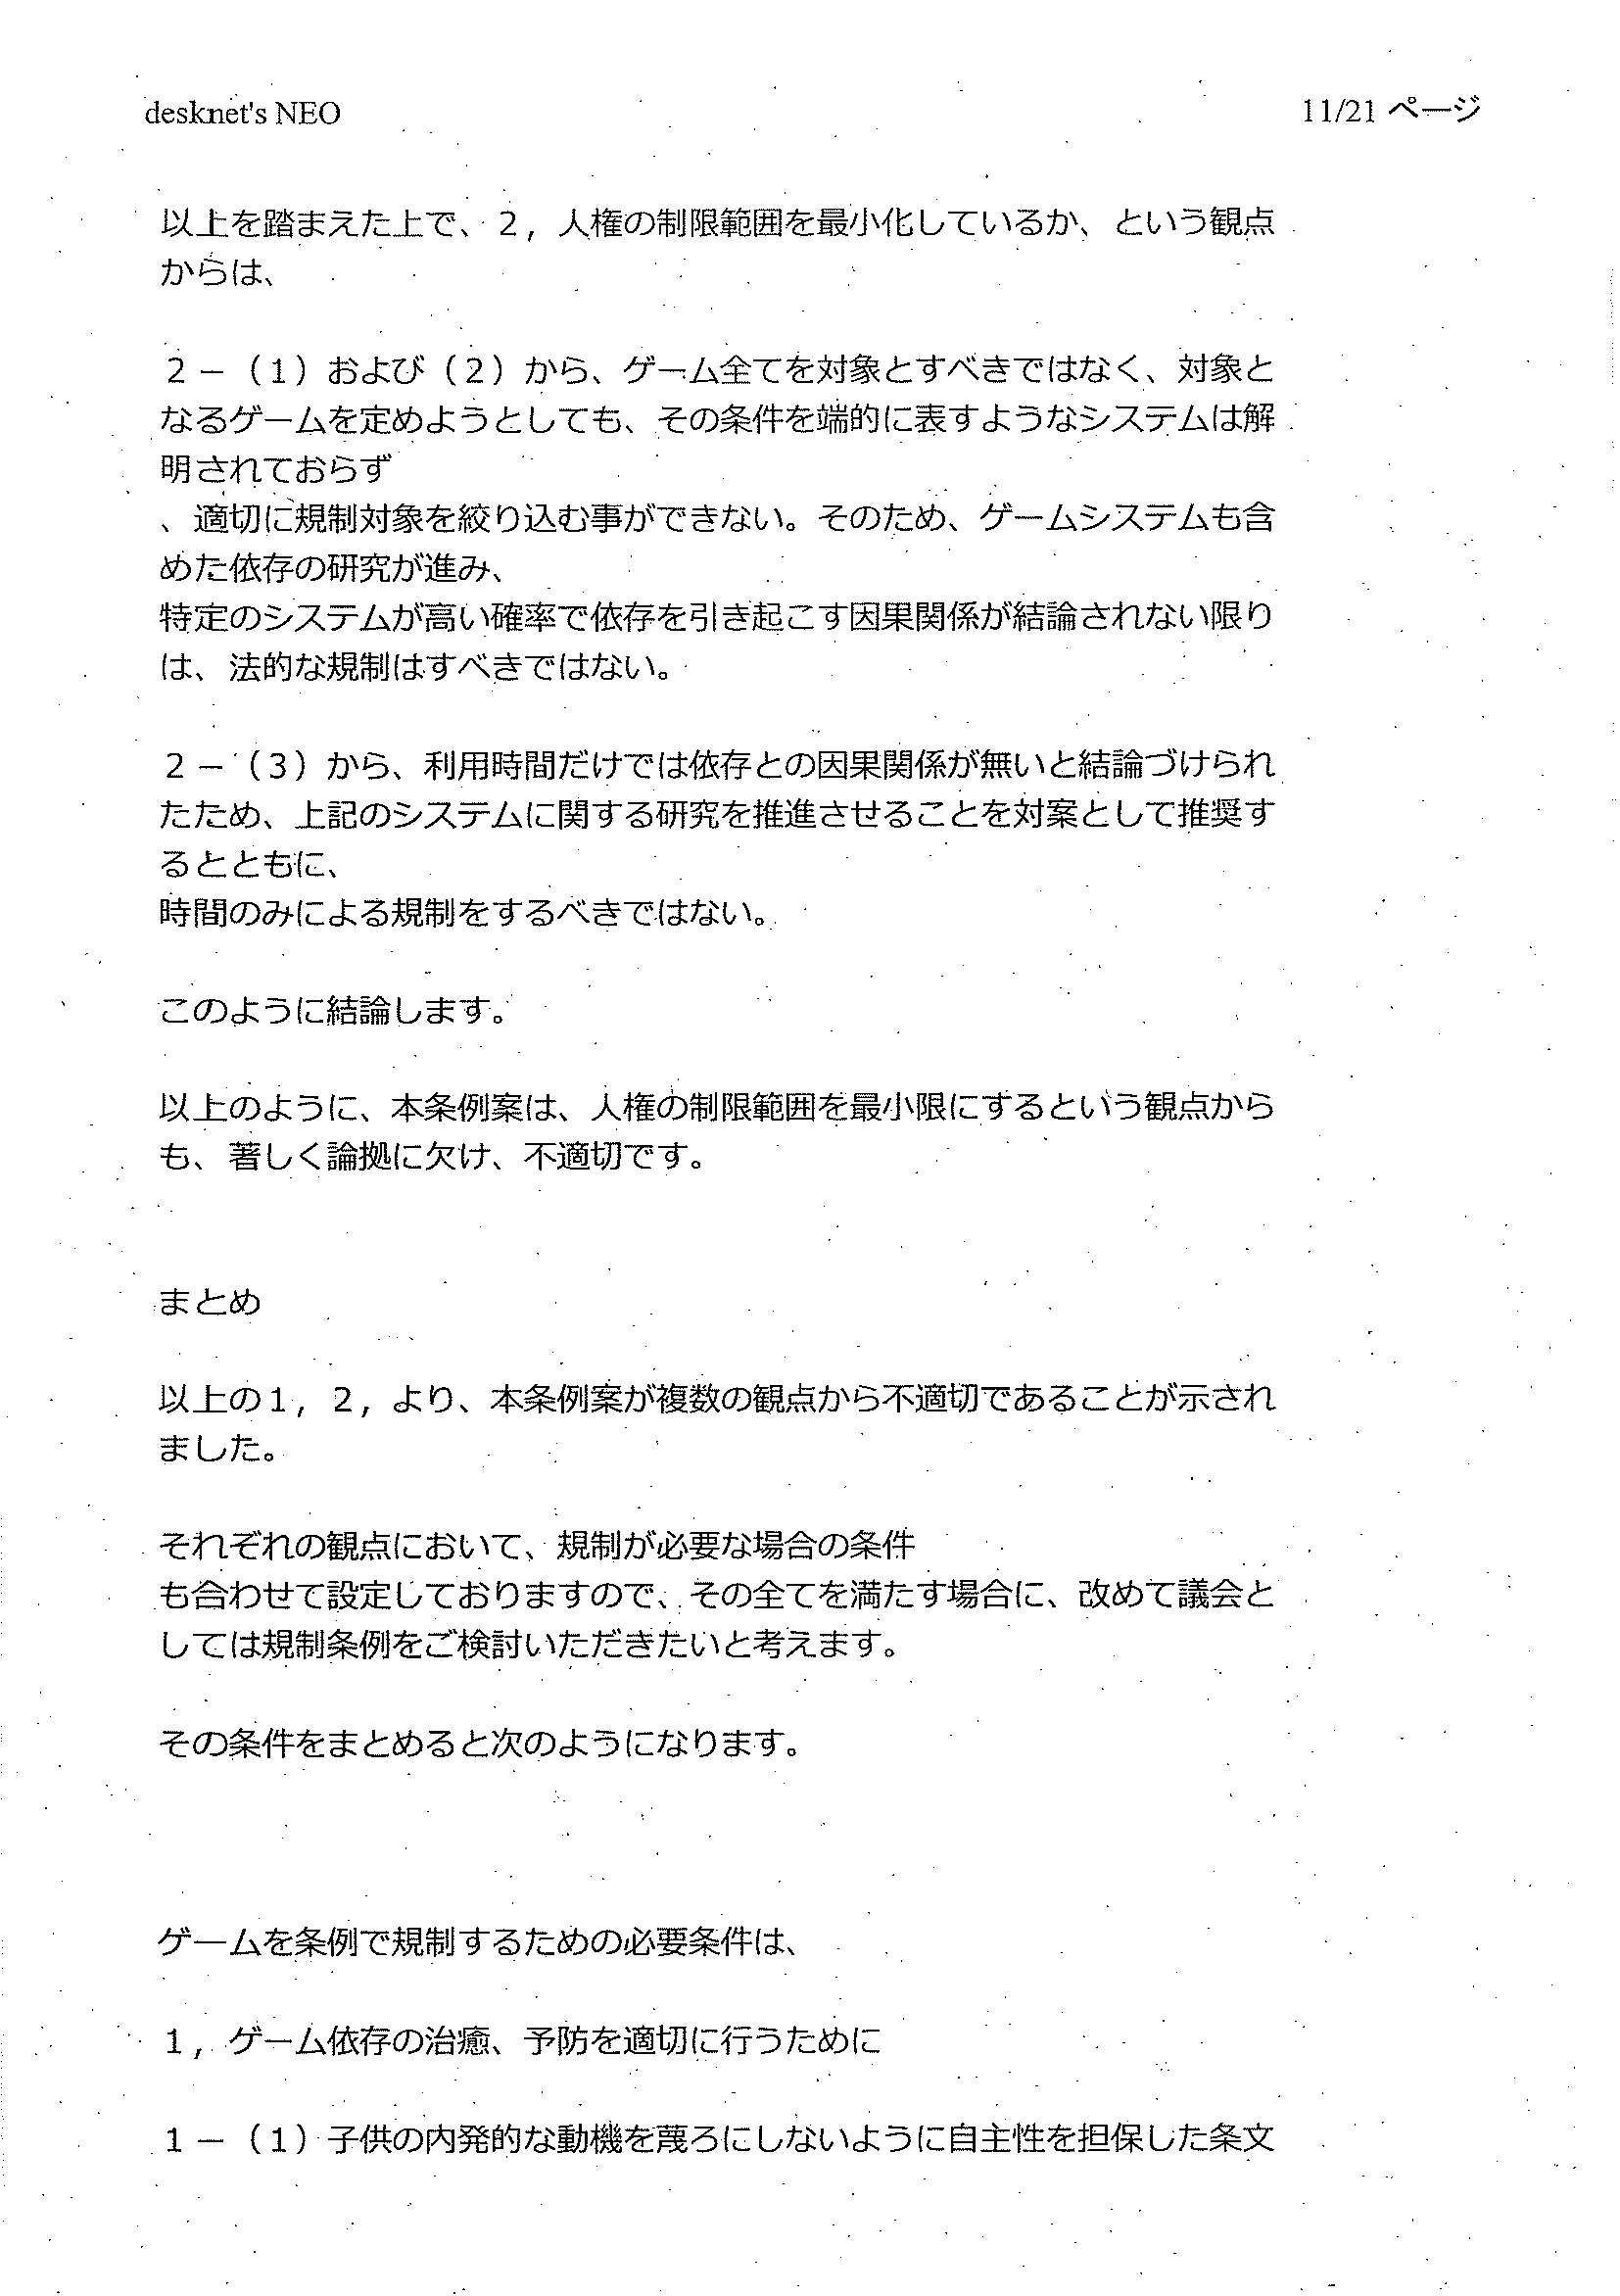 desknet's NEO
11/21 ページ
以上を踏まえた上で、2，人権の制限範囲を最小化しているか、という観点
からは、
2－（1）および（2）から、ゲーム全てを対象とすべきではなく、対象と
なるゲームを定めようとしても、その条件を端的に表すようなシステムは解
明されておらず
、適切に規制対象を絞り込む事ができない。そのため、ゲームシステムも含
めた依存の研究が進み、
特定のシステムが高い確率で依存を引き起こす因果関係が結論されない限り
は、法的な規制はすべきではない。
2－（3）から、利用時間だけでは依存との因果関係が無いと結論づけられ
たため、上記のシステムに関する研究を推進させることを対案として推奨す
るとともに、
時間のみによる規制をするべきではない。
このように結論します。
以上のように、本条例案は、人権の制限範囲を最小限にするという観点から
も、著しく論拠に欠け、不適切です。
まとめ
以上の1，2，より、本条例案が複数の観点から不適切であることが示され
ました。
それぞれの観点において、規制が必要な場合の条件
も合わせて設定しておりますので、その全てを満たす場合に、改めて議会と
しては規制条例をご検討いただきたいと考えます。
その条件をまとめると次のようになります。
ゲームを条例で規制するための必要条件は、
1，ゲーム依存の治癒、予防を適切に行うために
1－（1）子供の内発的な動機を蔑ろにしないように自主性を担保した条文